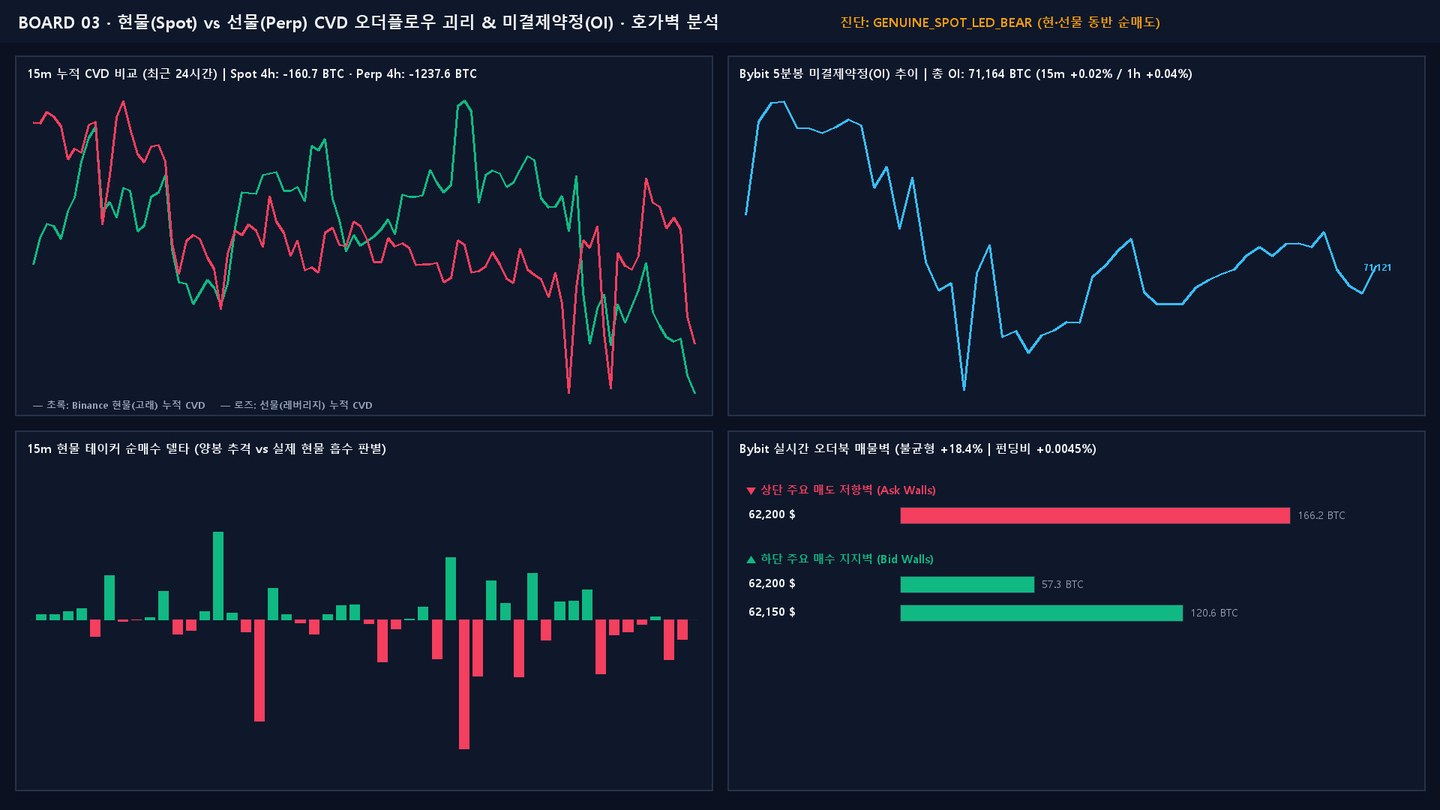 BOARD 03 · 현물(Spot) vs 선물(Perp) CVD 오더플로우 괴리 & 미결제약정(OI) · 호가벽 분석
진단: GENUINE_SPOT_LED_BEAR (현·선물 동반 순매도)
15m 누적 CVD 비교 (최근 24시간) | Spot 4h: -160.7 BTC · Perp 4h: -1237.6 BTC
— 초록: Binance 현물(고래) 누적 CVD
— 로즈: 선물(레버리지) 누적 CVD
Bybit 5분봉 미결제약정(OI) 추이 | 총 OI: 71,164 BTC (15m +0.02% / 1h +0.04%)
71,121
15m 현물 테이커 순매수 델타 (양봉 추격 vs 실제 현물 흡수 판별)
Bybit 실시간 오더북 매물벽 (불균형 +18.4% | 펀딩비 +0.0045%)
▼ 상단 주요 매도 저항벽 (Ask Walls)
62,200 $
166.2 BTC
▲ 하단 주요 매수 지지벽 (Bid Walls)
62,200 $
57.3 BTC
62,150 $
120.6 BTC